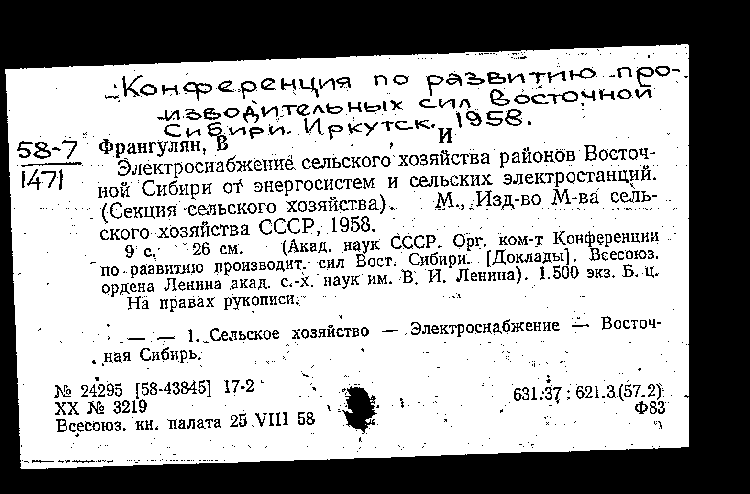 Конференция по развитию про-
изводительных сил Восточной
Сибири. Иркутск. 1958.
58-7
1471
Франгулян, В И
Электроснабжение сельского хозяйства районов Восточ-
ной Сибири от энергосистем и сельских электростанций.
(Секция сельского хозяйства). М., Изд-во М-ва сель-
ского хозяйства СССР, 1958.
9 с. 26 см. (Акад. наук СССР. Орг. ком-т Конференции
по развитию производит. сил Вост. Сибири. [Доклады]. Всесоюз.
ордена Ленина акад. с.-х. наук им. В. И. Ленина). 1.500 экз. Б. ц.
На правах рукописи.
— — 1. Сельское хозяйство — Электроснабжение — Восточ-
ная Сибирь.
№ 24295 [58-43845] 17-2
631.37 : 621.3(57.2)
XX № 3219
Ф83
Всесоюз. кн. палата 25 VIII 58